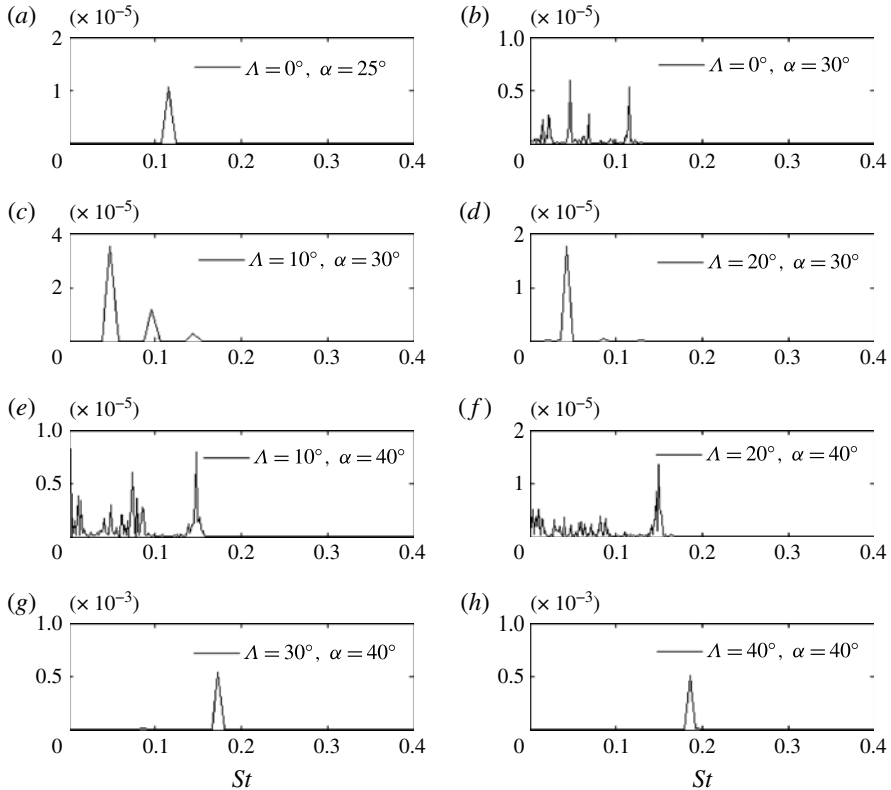 (a) (× 10⁻⁵) (b) (× 10⁻⁵)
2 1.0
Λ = 0°, α = 25° Λ = 0°, α = 30°
1 0.5
0 0.1 0.2 0.3 0.4 0 0.1 0.2 0.3 0.4
(c) (× 10⁻⁵) (d) (× 10⁻⁵)
4 2
Λ = 10°, α = 30° Λ = 20°, α = 30°
2 1
0 0.1 0.2 0.3 0.4 0 0.1 0.2 0.3 0.4
(e) (× 10⁻⁵) (f) (× 10⁻⁵)
1.0 2
Λ = 10°, α = 40° Λ = 20°, α = 40°
0.5 1
0 0.1 0.2 0.3 0.4 0 0.1 0.2 0.3 0.4
(g) (× 10⁻³) (h) (× 10⁻³)
1.0 1.0
Λ = 30°, α = 40° Λ = 40°, α = 40°
0.5 0.5
0 0.1 0.2 0.3 0.4 0 0.1 0.2 0.3 0.4
St St